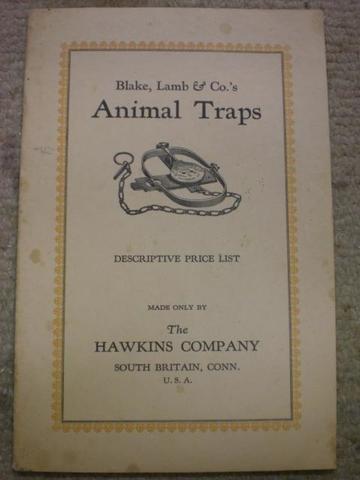 Blake, Lamb & Co.'s
Animal Traps
DESCRIPTIVE PRICE LIST
MADE ONLY BY
The
HAWKINS COMPANY
SOUTH BRITAIN, CONN.
U. S. A.